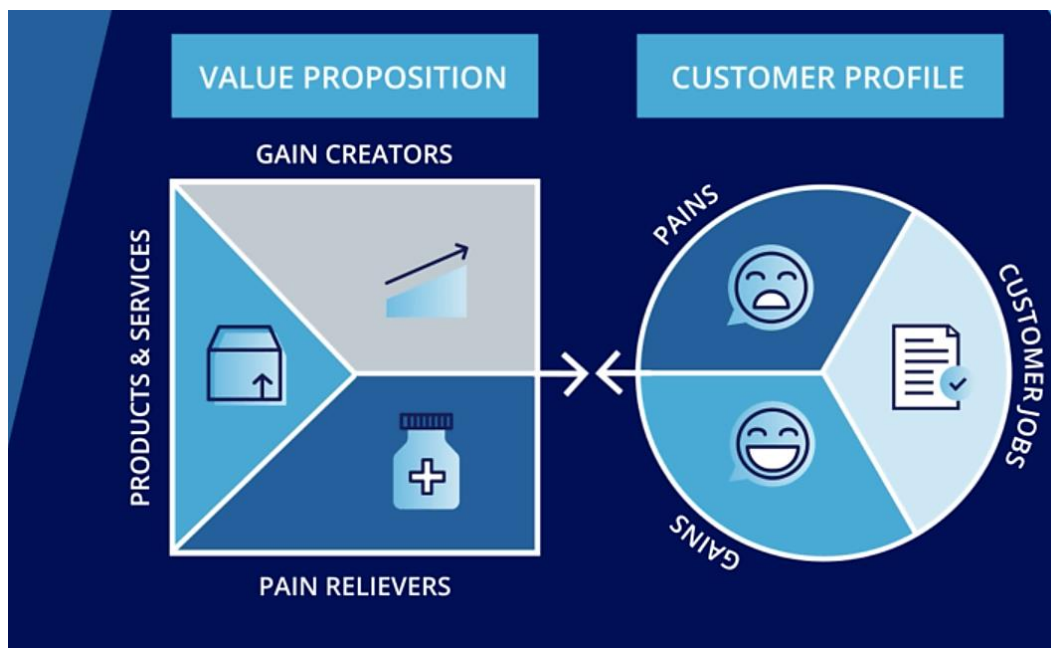 VALUE PROPOSITION
CUSTOMER PROFILE
GAIN CREATORS
PRODUCTS & SERVICES
PAIN RELIEVERS
PAINS
GAINS
CUSTOMER JOBS